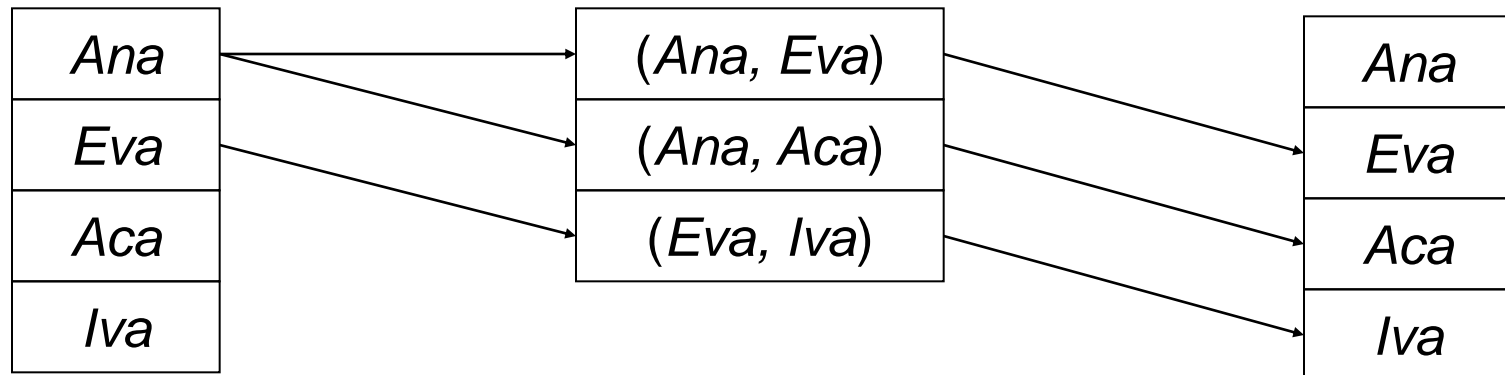 Ana
Eva
Aca
Iva
(Ana, Eva)
(Ana, Aca)
(Eva, Iva)
Ana
Eva
Aca
Iva